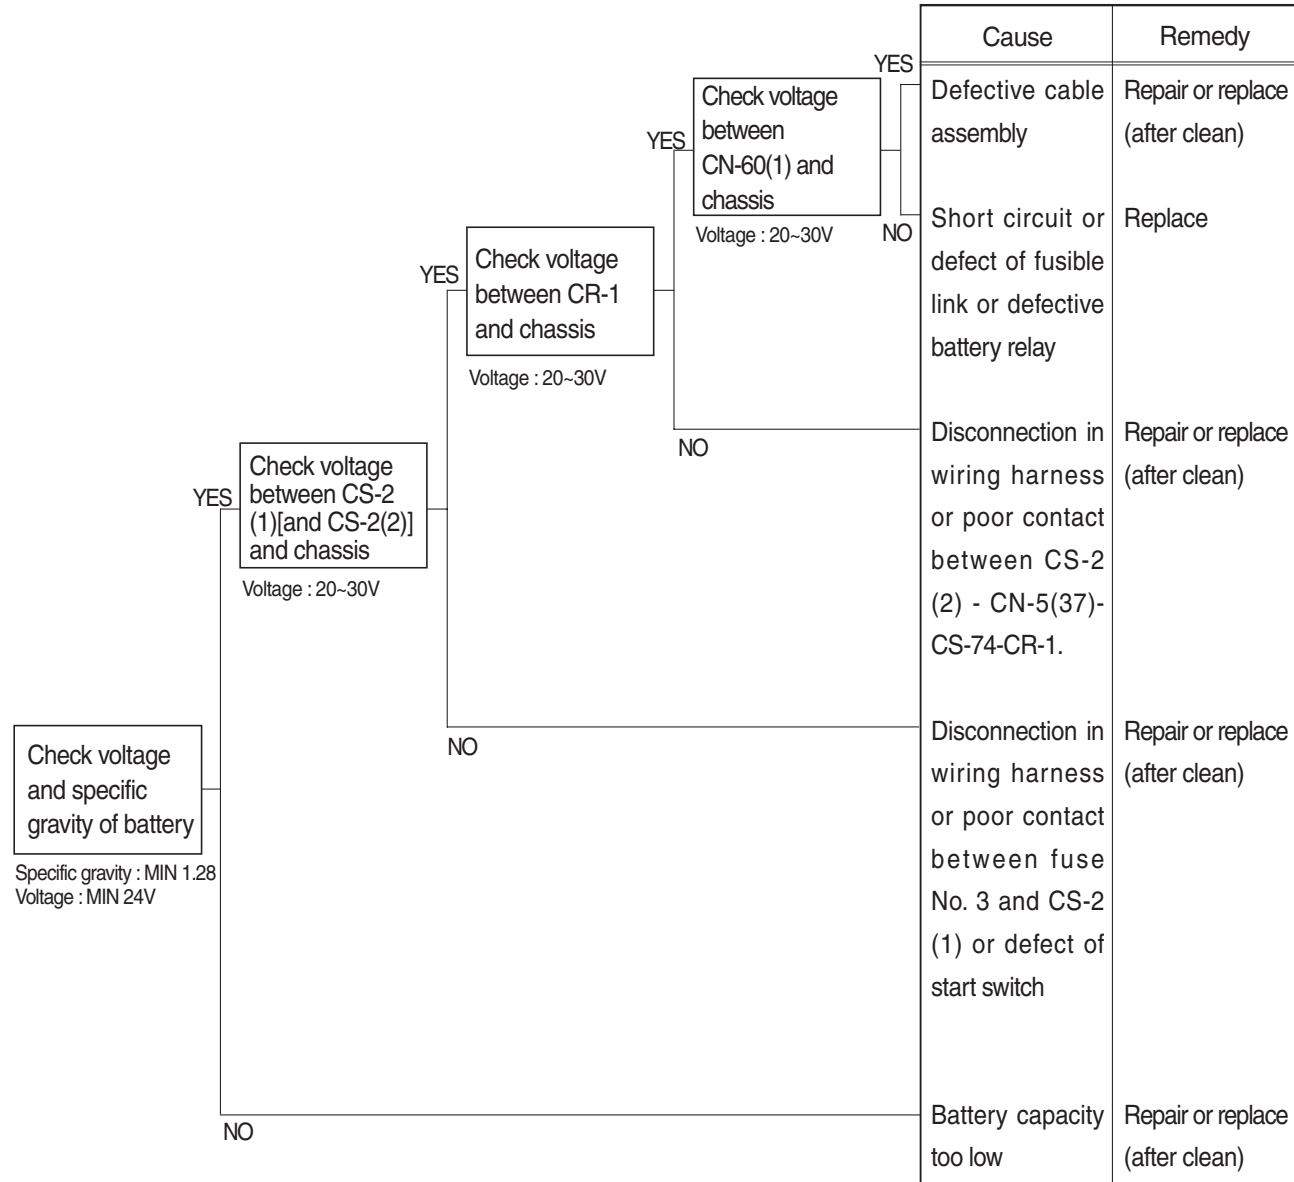 Cause
Remedy
YES
Check voltage
between
CN-60(1) and
chassis
Voltage : 20~30V
YES
NO
Defective cable
assembly
Repair or replace
(after clean)
Short circuit or
defect of fusible
link or defective
battery relay
Replace
YES
Check voltage
between CR-1
and chassis
Voltage : 20~30V
NO
Disconnection in
wiring harness
or poor contact
between CS-2
(2) - CN-5(37)-
CS-74-CR-1.
Repair or replace
(after clean)
YES
Check voltage
between CS-2
(1)[and CS-2(2)]
and chassis
Voltage : 20~30V
NO
Disconnection in
wiring harness
or poor contact
between fuse
No. 3 and CS-2
(1) or defect of
start switch
Repair or replace
(after clean)
Check voltage
and specific
gravity of battery
Specific gravity : MIN 1.28
Voltage : MIN 24V
NO
Battery capacity
too low
Repair or replace
(after clean)